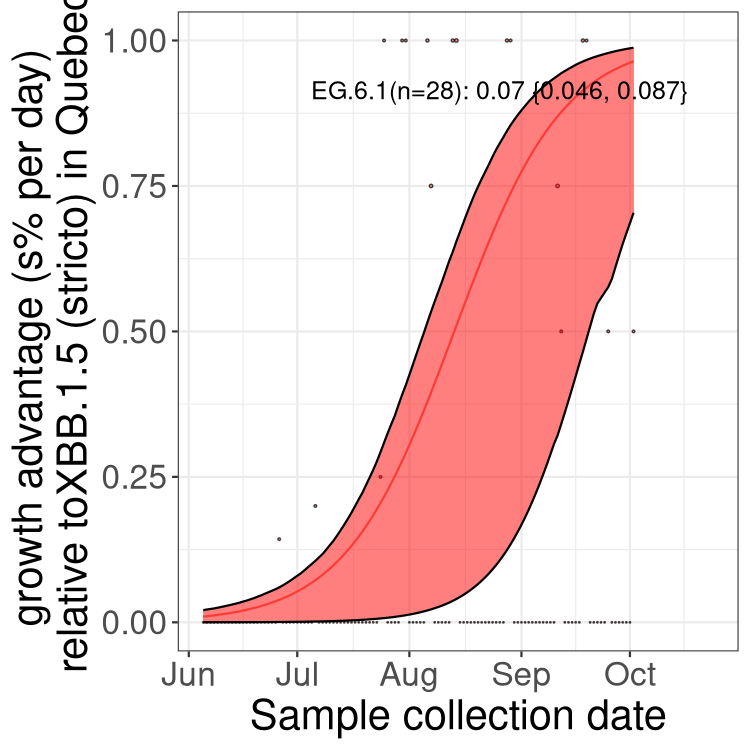 growth advantage (s% per day)
relative toXBB.1.5 (stricto) in Quebec
1.00
0.75
0.50
0.25
0.00
EG.6.1(n=28): 0.07 {0.046, 0.087}
Jun Jul Aug Sep Oct
Sample collection date